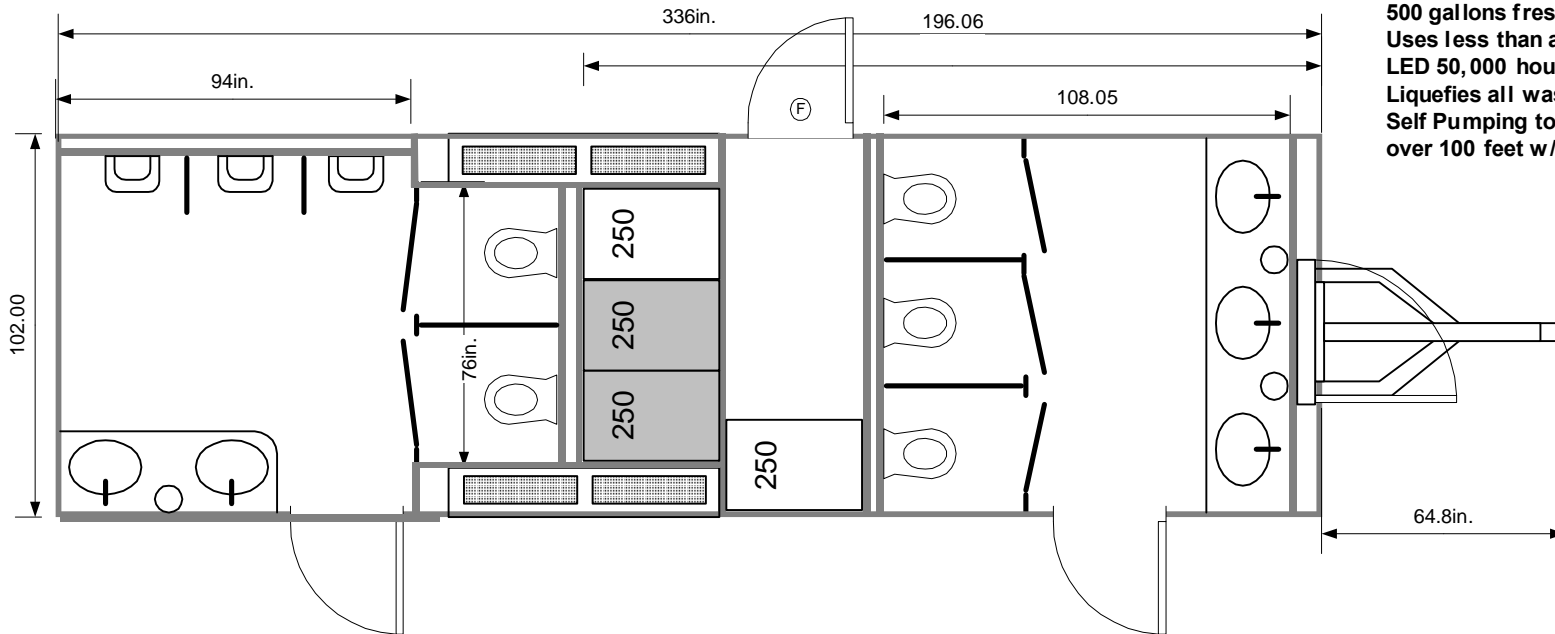 336in.
196.06
94in.
108.05
500 gallons fres
Uses less than a
LED 50,000 hou
Liquefies all was
Self Pumping to
over 100 feet w/
F
102.00
250
250
250
76in.
250
64.8in.